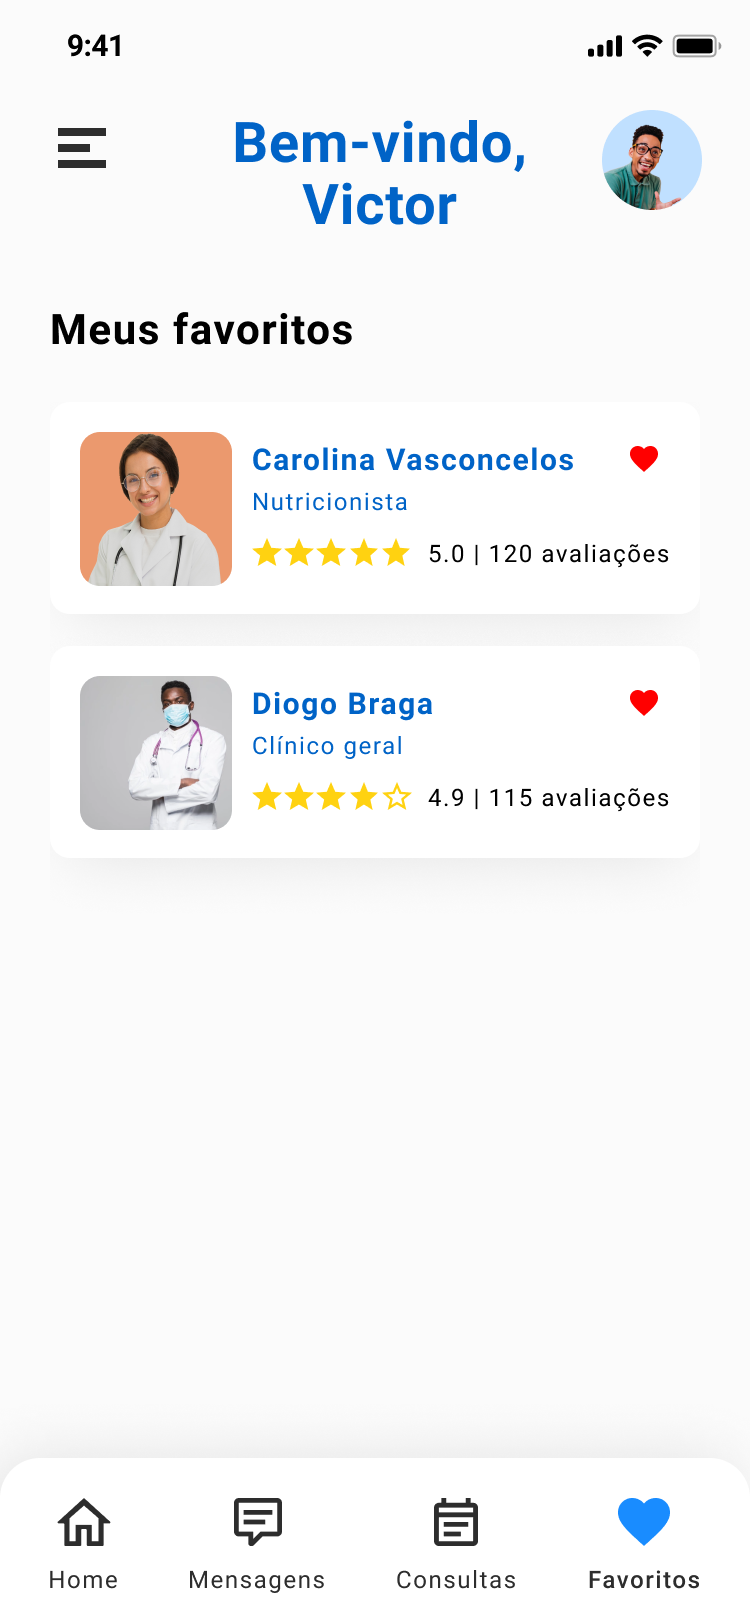 9:41
Bem-vindo,
Victor
Meus favoritos
Carolina Vasconcelos
Nutricionista
5.0 | 120 avaliações
Diogo Braga
Clínico geral
4.9 | 115 avaliações
Home
Mensagens
Consultas
Favoritos